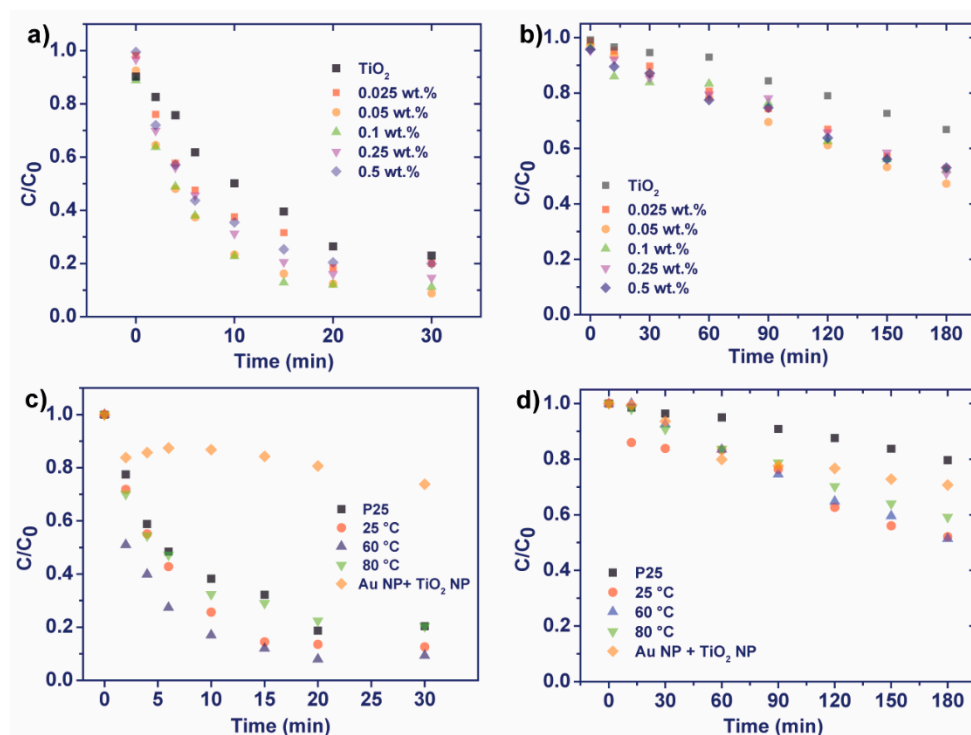 a)
C/C0
1.0
0.8
0.6
0.4
0.2
0.0
TiO2
0.025 wt.%
0.05 wt.%
0.1 wt.%
0.25 wt.%
0.5 wt.%
0 5 10 15 20 25 30
Time (min)
b)
C/C0
1.0
0.8
0.6
0.4
0.2
0.0
TiO2
0.025 wt.%
0.05 wt.%
0.1 wt.%
0.25 wt.%
0.5 wt.%
0 30 60 90 120 150 180
Time (min)
c)
C/C0
1.0
0.8
0.6
0.4
0.2
0.0
P25
25 °C
60 °C
80 °C
Au NP+ TiO2 NP
0 5 10 15 20 25 30
Time (min)
d)
C/C0
1.0
0.8
0.6
0.4
0.2
0.0
P25
25 °C
60 °C
80 °C
Au NP + TiO2 NP
0 30 60 90 120 150 180
Time (min)